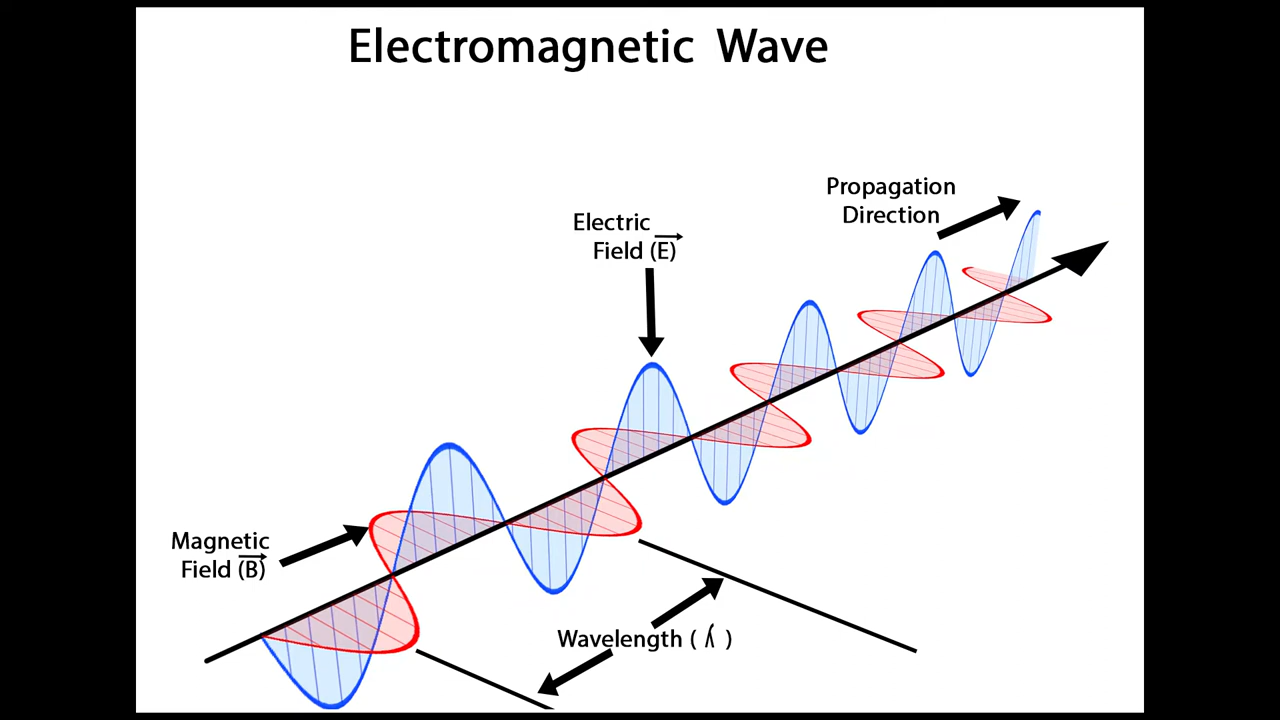 Electromagnetic Wave
Propagation
Direction
Electric
Field (E)
Magnetic
Field (B)
Wavelength ( λ )